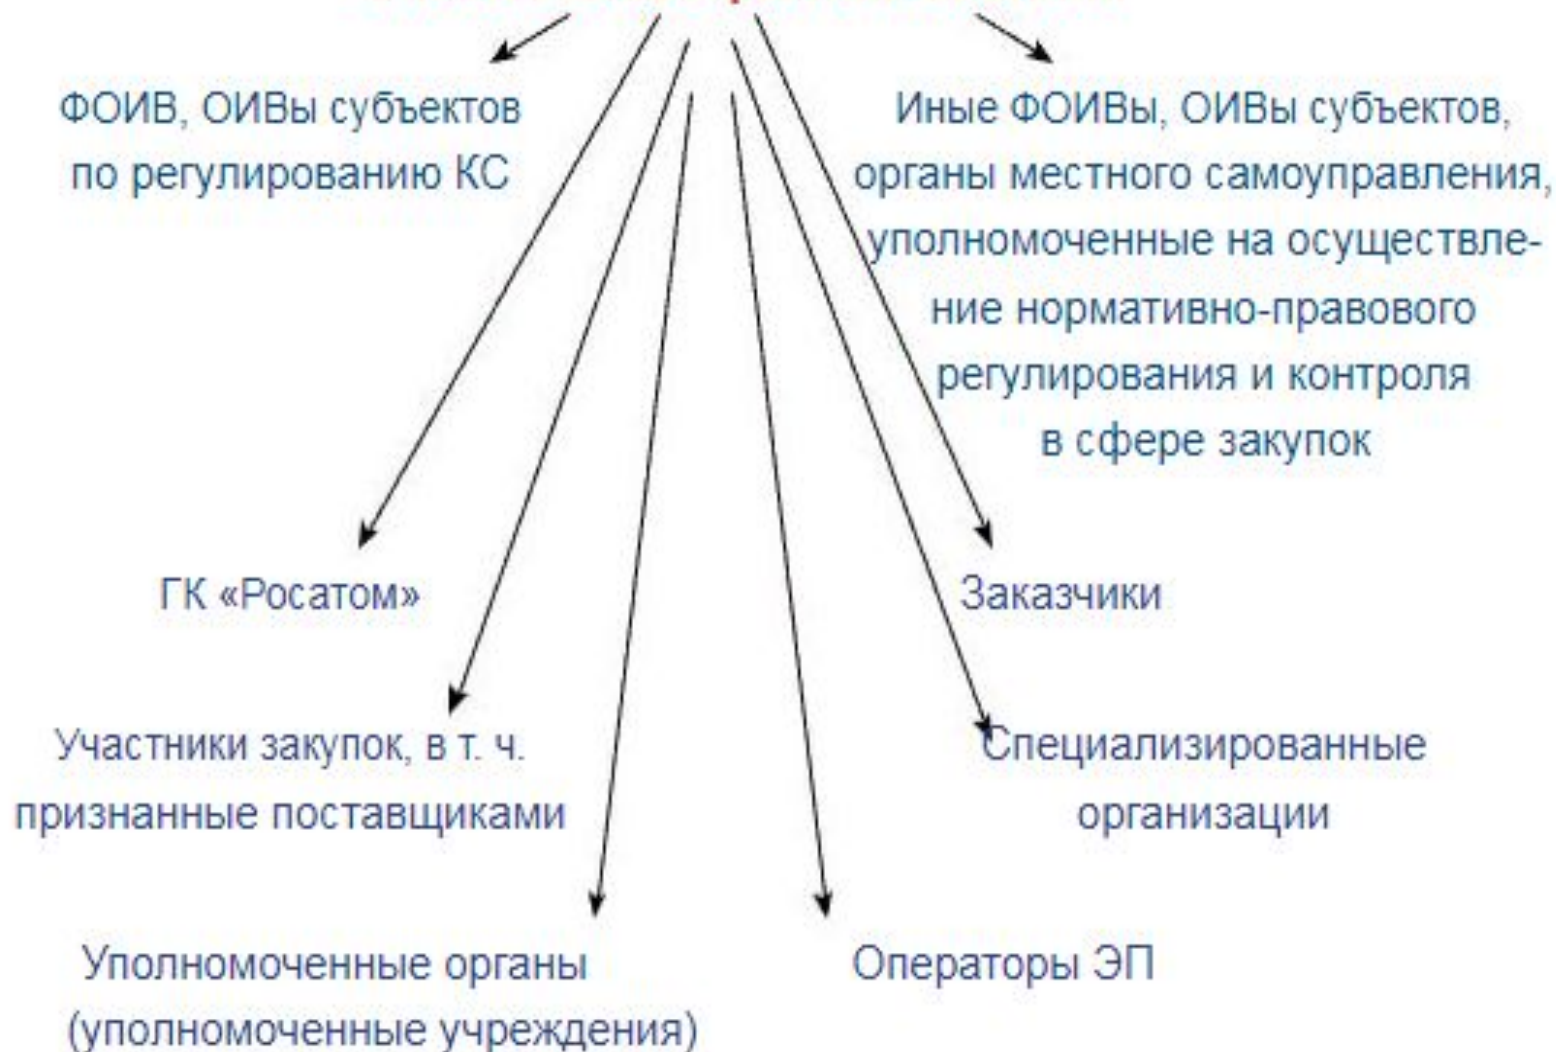 ФОИВ, ОИВы субъектов
по регулированию КС
Иные ФОИВы, ОИВы субъектов,
органы местного самоуправления,
уполномоченные на осуществле-
ние нормативно-правового
регулирования и контроля
в сфере закупок
ГК «Росатом»
Заказчики
Участники закупок, в т. ч.
признанные поставщиками
Специализированные
организации
Уполномоченные органы
(уполномоченные учреждения)
Операторы ЭП